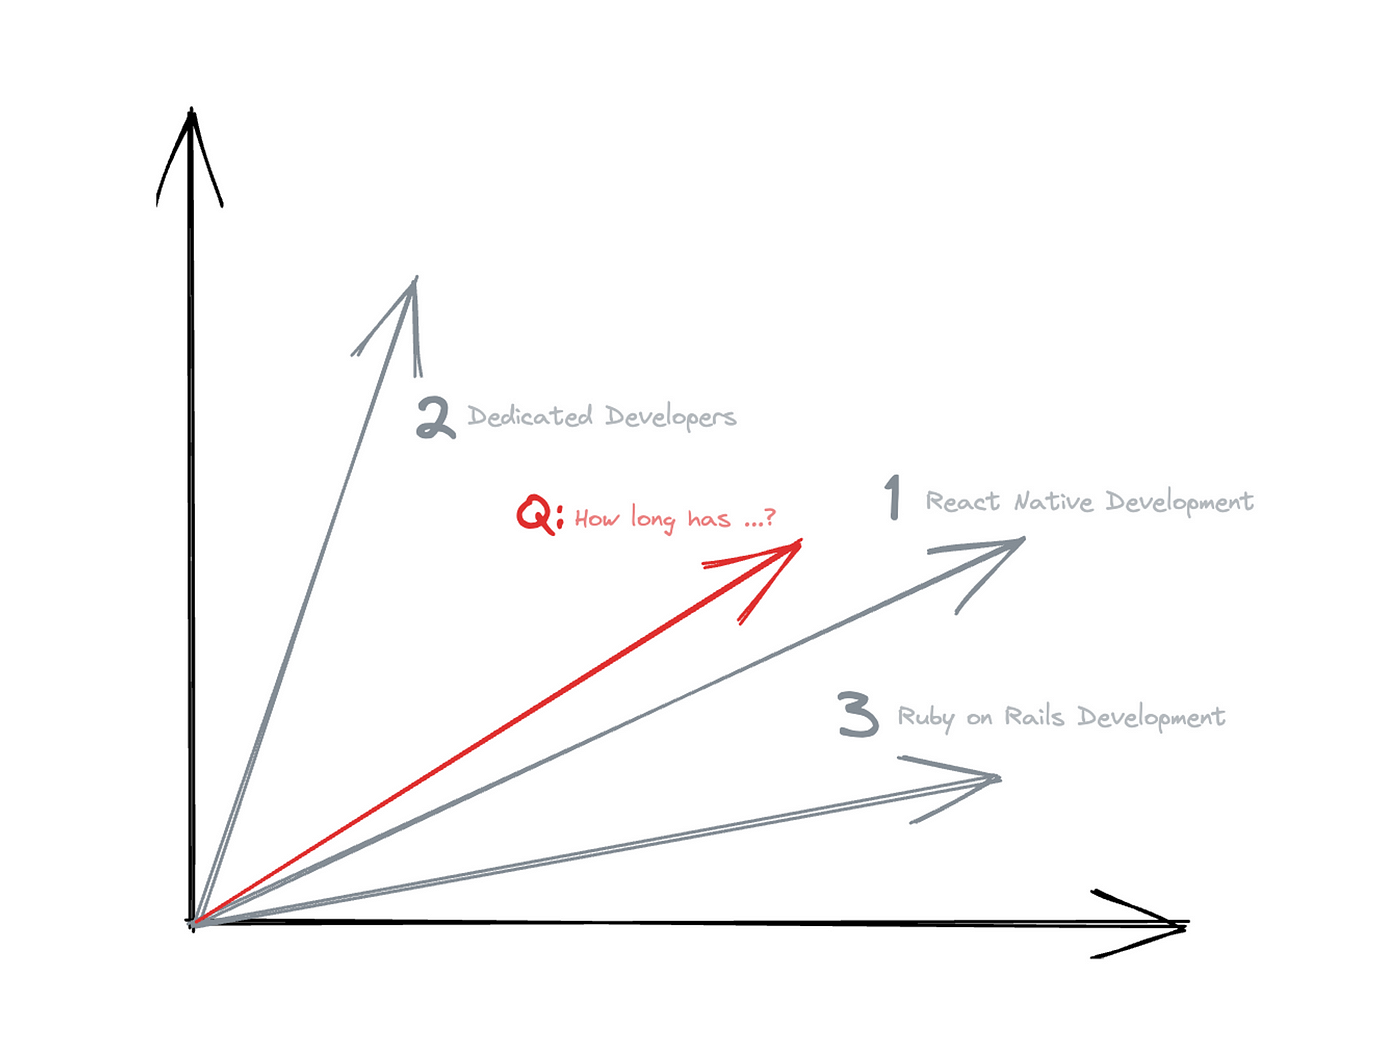 2 Dedicated Developers
Q: How long has ...?
1 React Native Development
3 Ruby on Rails Development